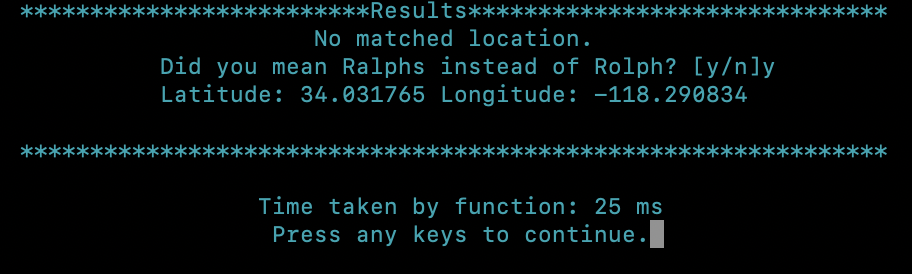 *************************Results******************************
No matched location.
Did you mean Ralphs instead of Rolph? [y/n]y
Latitude: 34.031765 Longitude: -118.290834
**************************************************************
Time taken by function: 25 ms
Press any keys to continue.